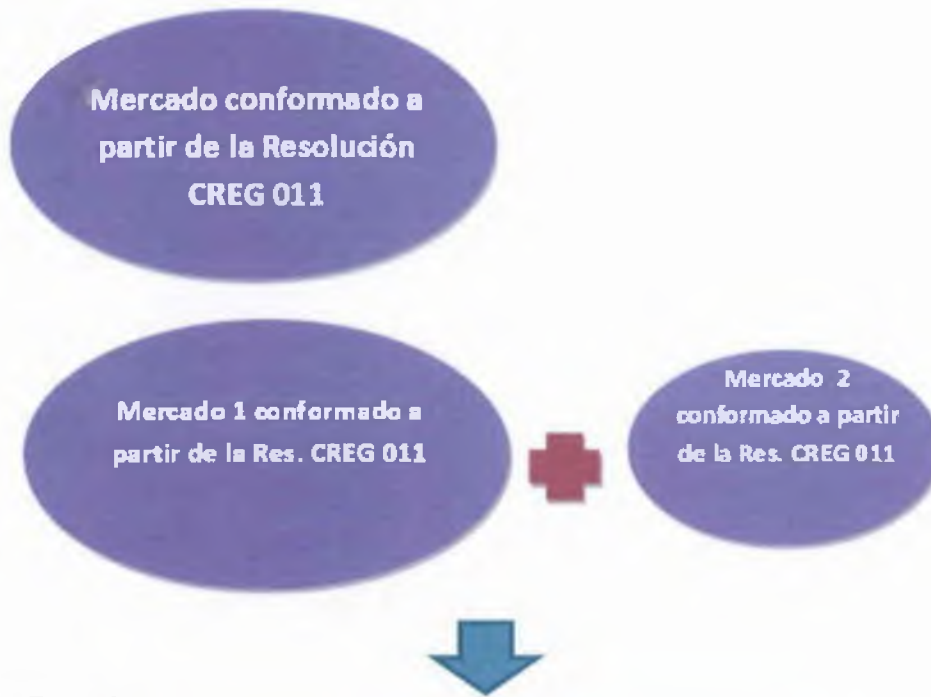 Mercado conformado a
partir de la Resolución
CREG 011
Mercado 1 conformado a
partir de la Res. CREG 011
Mercado 2
conformado a partir
de la Res. CREG 011